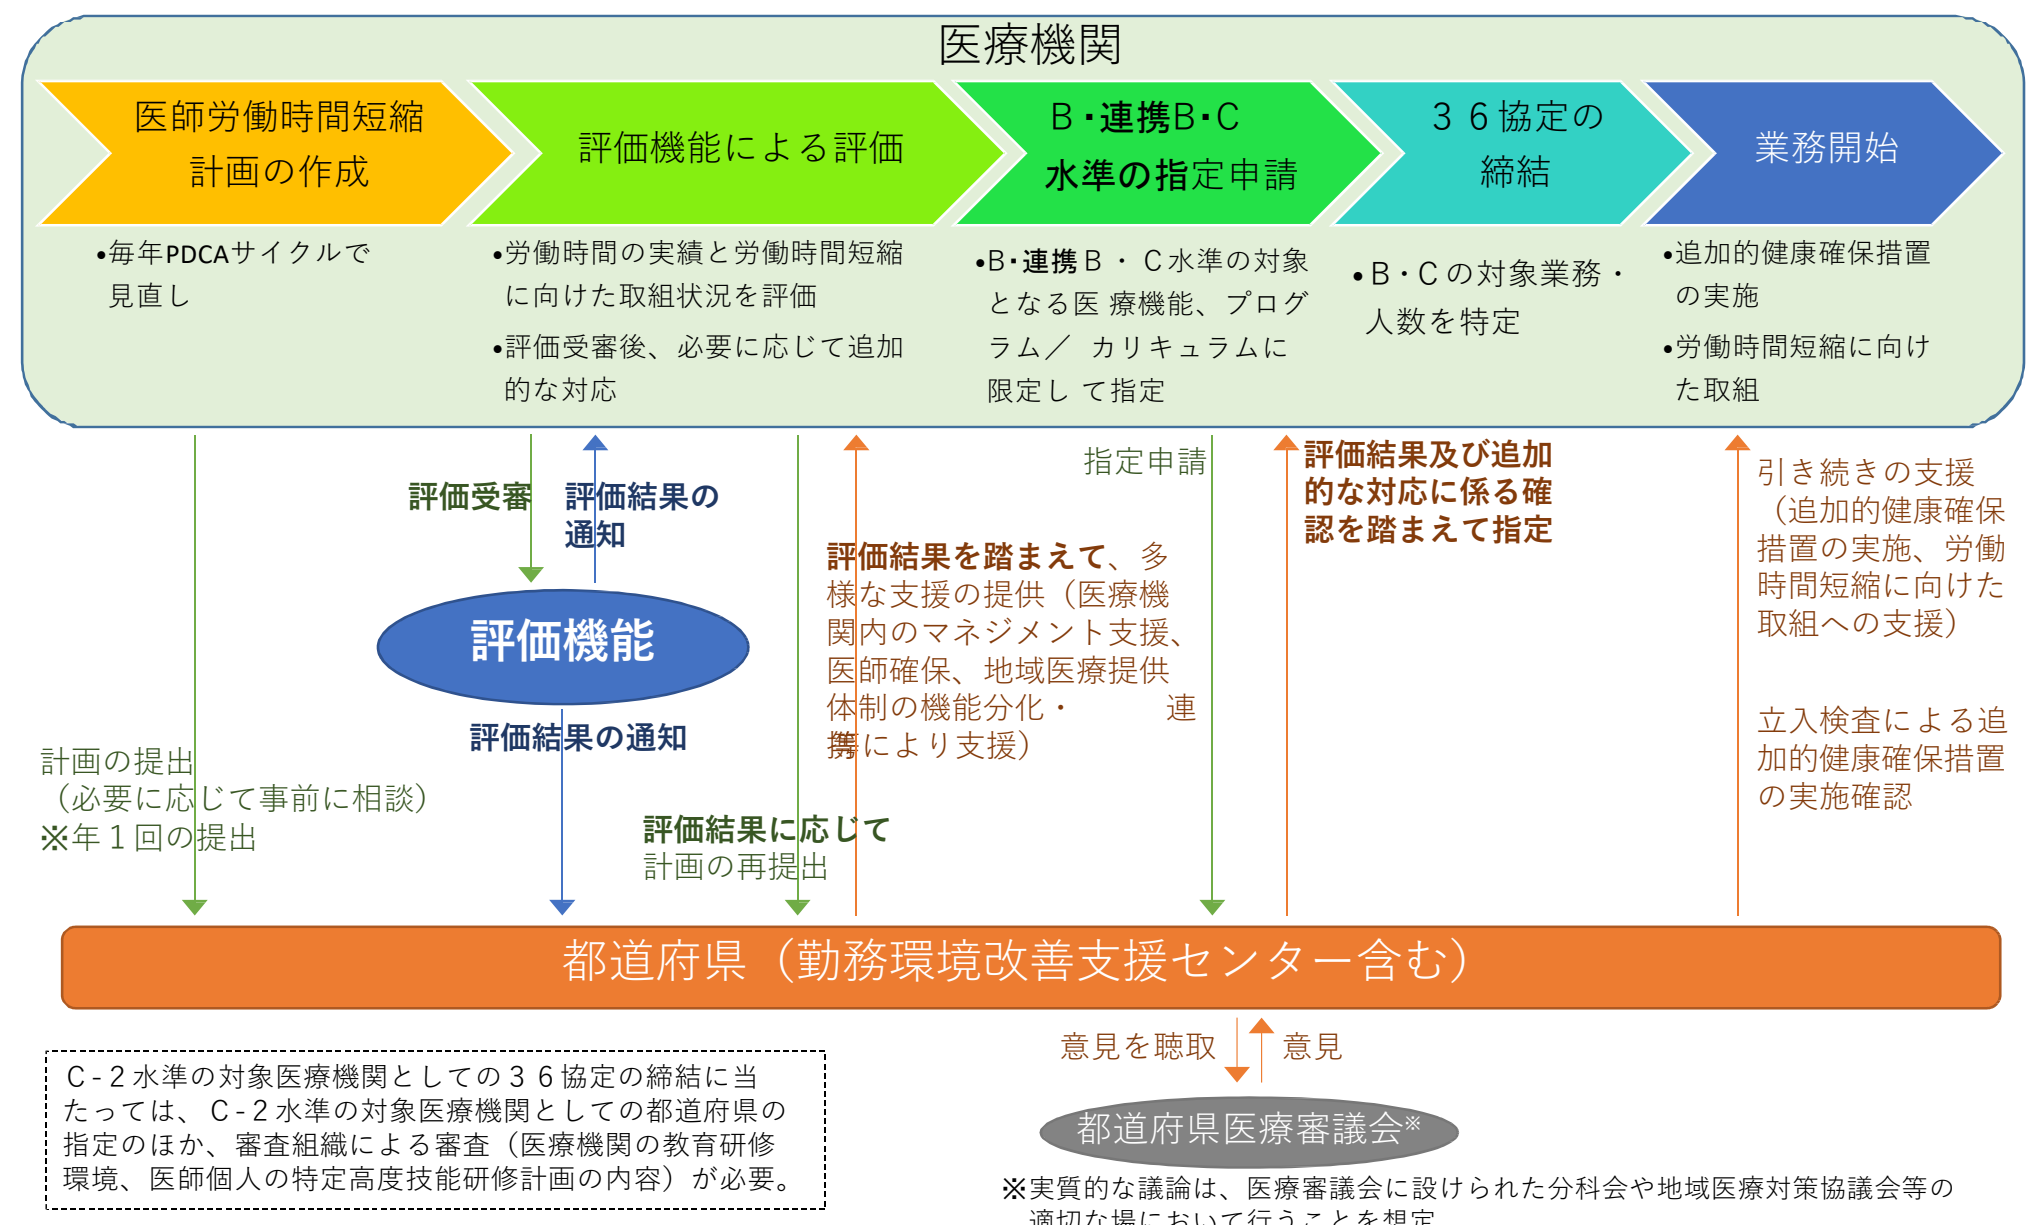 医療機関
医師労働時間短縮
計画の作成
評価機能による評価
B・連携B・C
水準の指定申請
３６協定の
締結
業務開始
•毎年PDCAサイクルで
見直し
•労働時間の実績と労働時間短縮
に向けた取組状況を評価
•評価受審後、必要に応じて追加
的な対応
•B・連携Ｂ・Ｃ水準の対象
となる医 療機能、プログ
ラム／ カリキュラムに
限定し て指定
•Ｂ・Ｃの対象業務・
人数を特定
•追加的健康確保措置
の実施
•労働時間短縮に向け
た取組
評価受審
評価結果の
通知
指定申請
評価結果及び追加
的な対応に係る確
認を踏まえて指定
引き続きの支援
（追加的健康確保
措置の実施、労働
時間短縮に向けた
取組への支援）
評価結果を踏まえて、多
様な支援の提供（医療機
関内のマネジメント支援、
医師確保、地域医療提供
体制の機能分化・ 連
携等により支援）
評価機能
評価結果の通知
立入検査による追
加的健康確保措置
の実施確認
計画の提出
（必要に応じて事前に相談）
※年１回の提出
評価結果に応じて
計画の再提出
都道府県（勤務環境改善支援センター含む）
意見を聴取
意見
Ｃ-２水準の対象医療機関としての３６協定の締結に当
たっては、Ｃ-２水準の対象医療機関としての都道府県の
指定のほか、審査組織による審査（医療機関の教育研修
環境、医師個人の特定高度技能研修計画の内容）が必要。
都道府県医療審議会※
※実質的な議論は、医療審議会に設けられた分科会や地域医療対策協議会等の
適切な場において行うことを想定